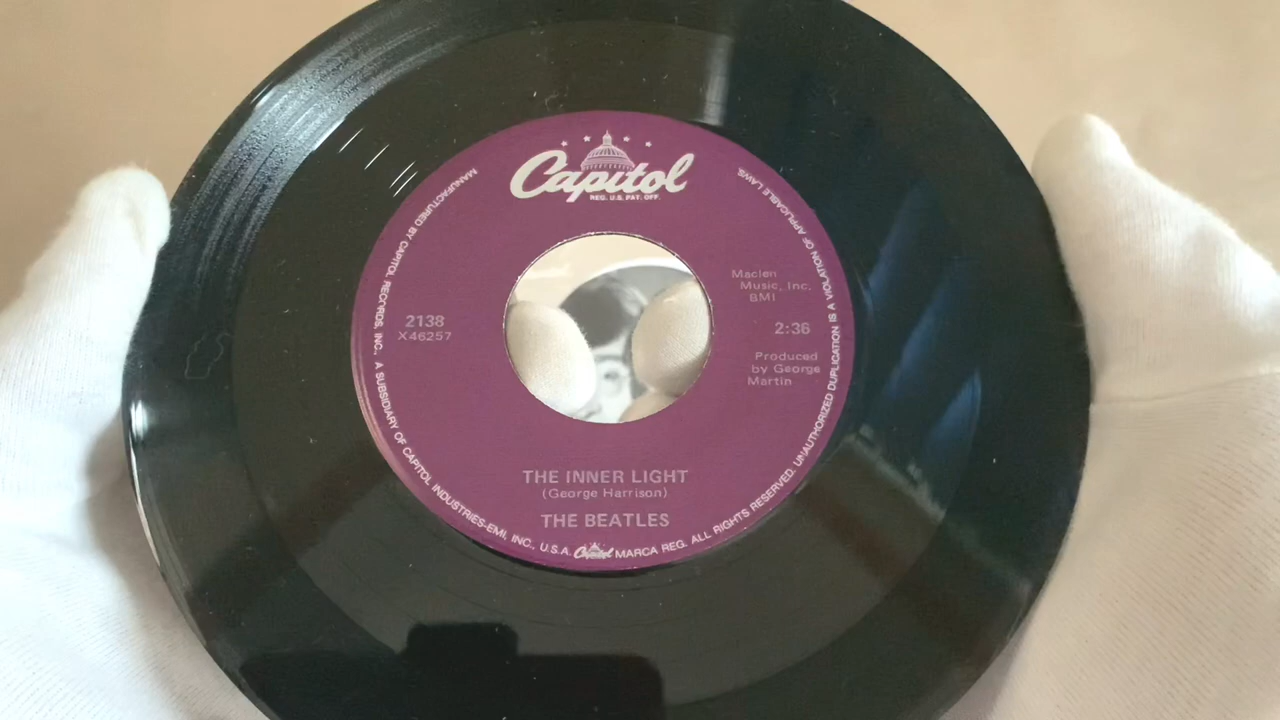 Capitol
REG. U.S. PAT. OFF.
MANUFACTURED BY CAPITOL RECORDS, INC., A SUBSIDIARY OF CAPITOL INDUSTRIES-EMI, INC., U.S.A. Capitol MARCA REG. ALL RIGHTS RESERVED. UNAUTHORIZED DUPLICATION IS A VIOLATION OF APPLICABLE LAWS.
2138
X46257
Maclen
Music, Inc.
BMI
2:36
Produced
by George
Martin
THE INNER LIGHT
(George Harrison)
THE BEATLES